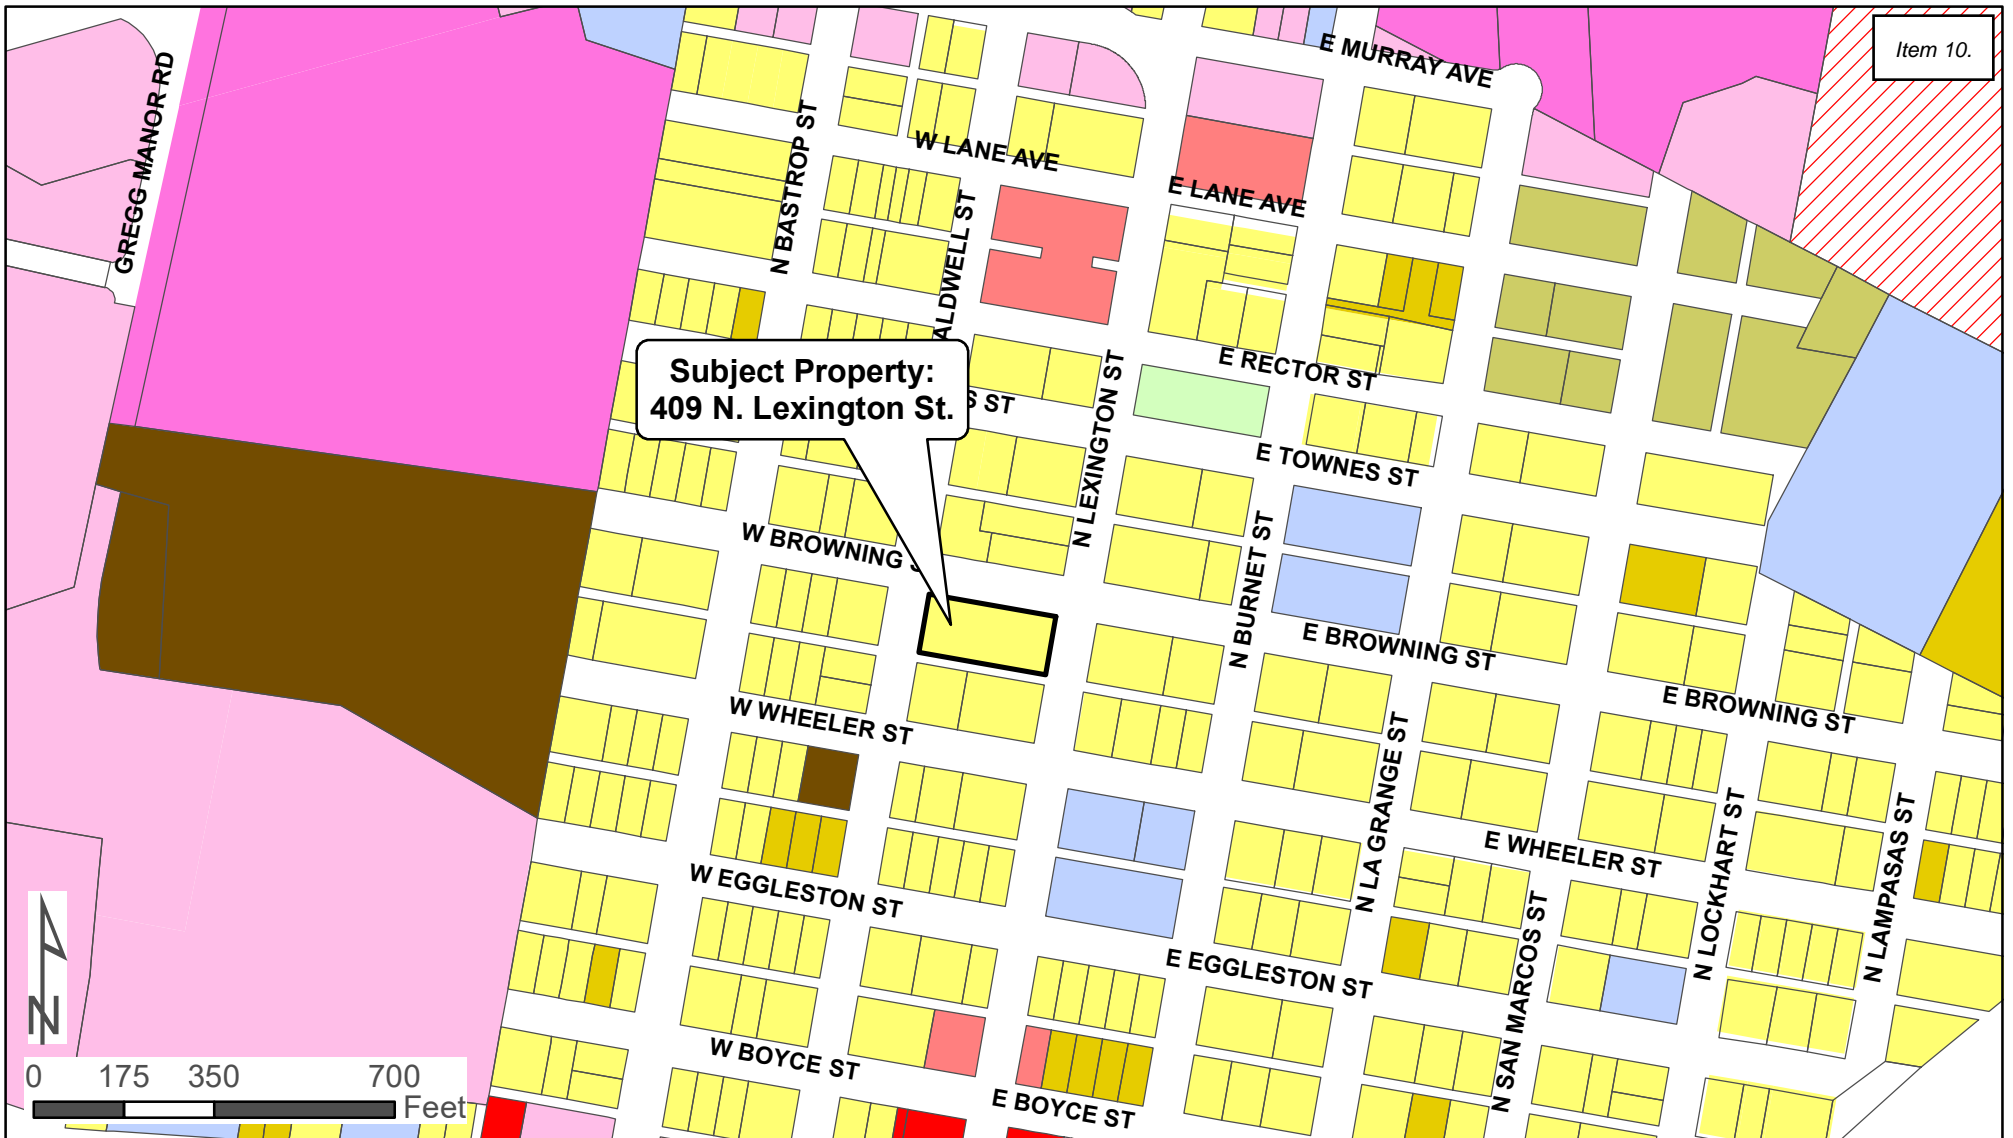 Item 10.
E MURRAY AVE
GREGG MANOR RD
N BASTROP ST
W LANE AVE
E LANE AVE
ALDWELL ST
Subject Property:
409 N. Lexington St.
S ST
E RECTOR ST
N LEXINGTON ST
E TOWNES ST
W BROWNING S
N BURNET ST
E BROWNING ST
E BROWNING ST
W WHEELER ST
N LA GRANGE ST
E WHEELER ST
N LOCKHART ST
N LAMPASAS ST
W EGGLESTON ST
N SAN MARCOS ST
E EGGLESTON ST
W BOYCE ST
E BOYCE ST
N
0 175 350 700
Feet